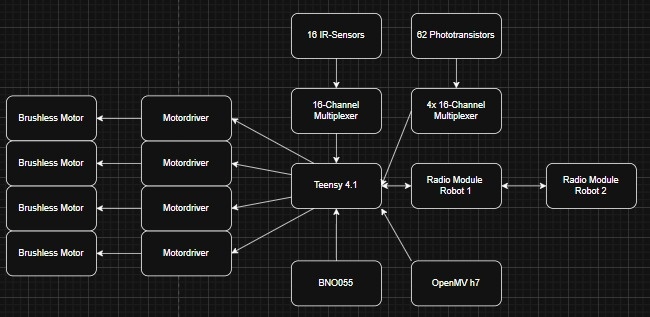 16 IR-Sensors
62 Phototransistors
16-Channel
Multiplexer
4x 16-Channel
Multiplexer
Brushless Motor
Motordriver
Brushless Motor
Motordriver
Teensy 4.1
Radio Module
Robot 1
Radio Module
Robot 2
Brushless Motor
Motordriver
Brushless Motor
Motordriver
BNO055
OpenMV h7